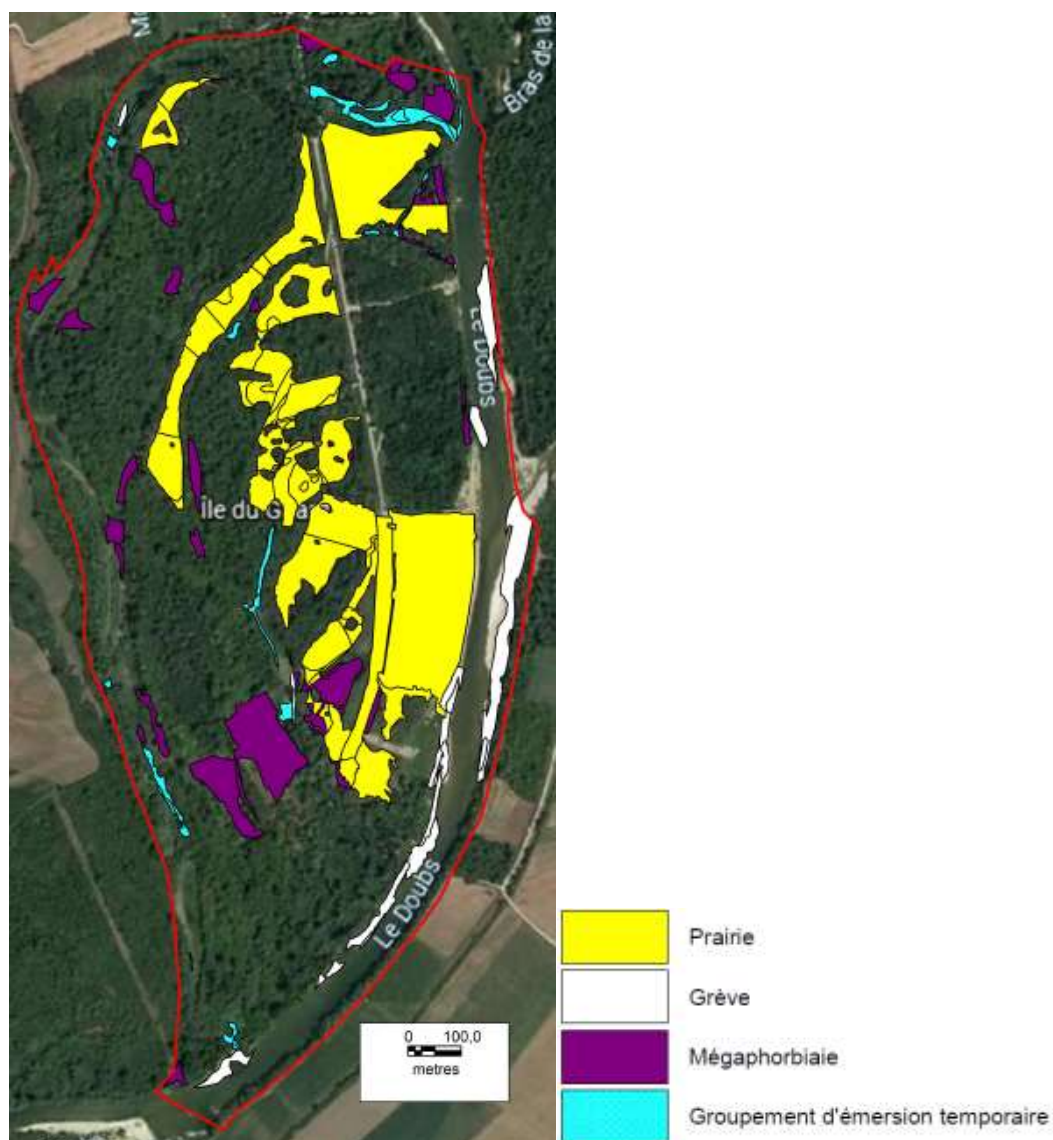 Bras de la
Le Doubs
Île du G
Le Doubs
0 100,0
metres
Prairie
Grève
Mégaphorbiaie
Groupement d'émersion temporaire